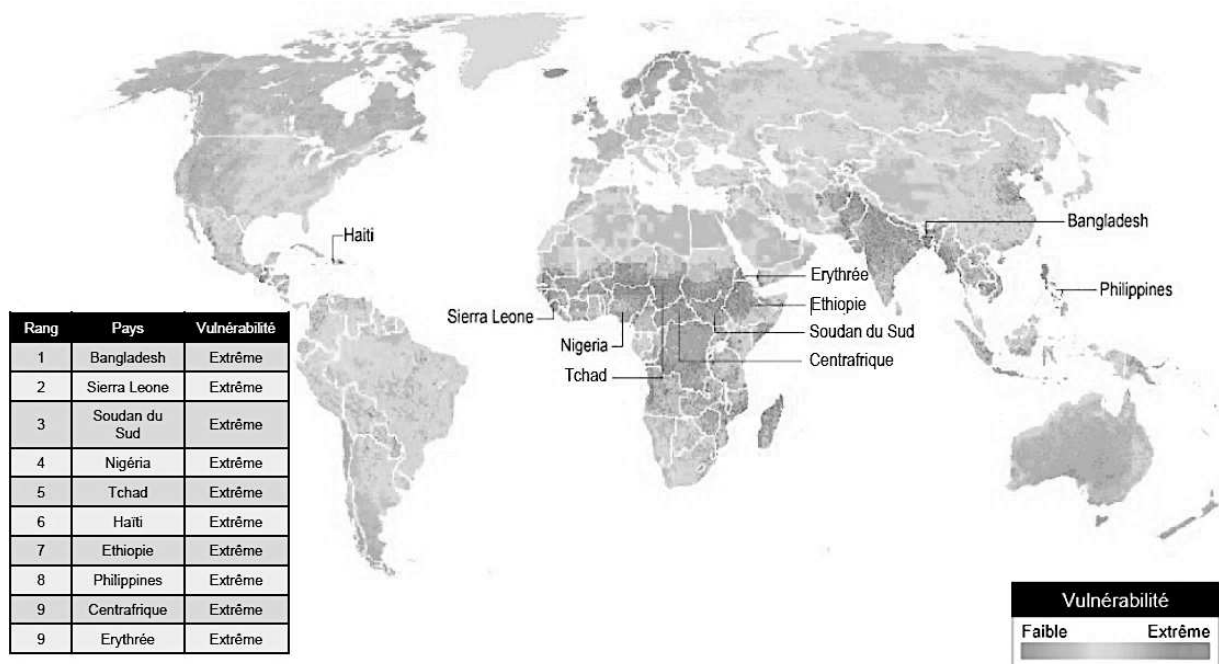 Haiti
Bangladesh
Erythrée
Philippines
Ethiopie
Sierra Leone
Soudan du Sud
Nigeria
Centrafrique
Tchad
Rang Pays Vulnérabilité
1 Bangladesh Extrême
2 Sierra Leone Extrême
3 Soudan du Sud Extrême
4 Nigéria Extrême
5 Tchad Extrême
6 Haïti Extrême
7 Ethiopie Extrême
8 Philippines Extrême
9 Centrafrique Extrême
9 Erythrée Extrême
Vulnérabilité
Faible Extrême